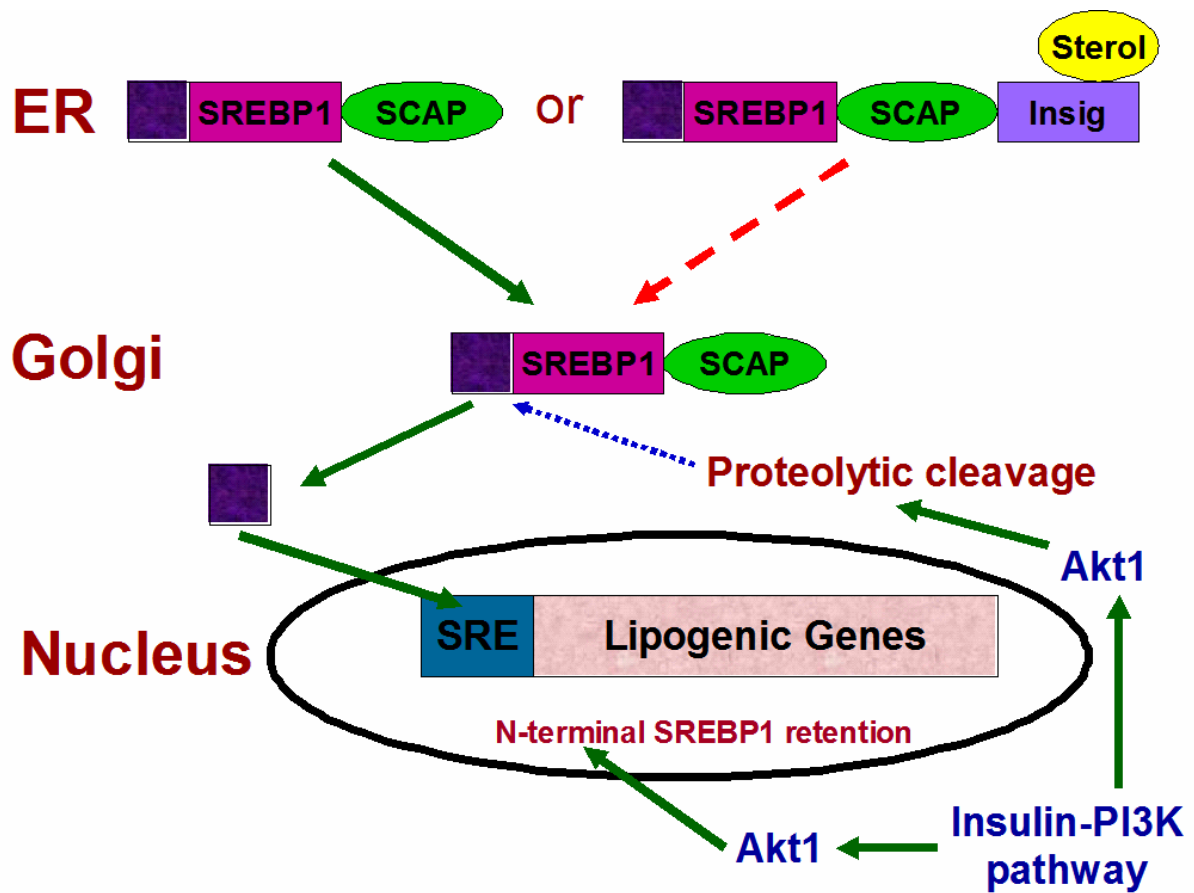 Sterol
ER SREBP1 SCAP or SREBP1 SCAP Insig
Golgi SREBP1 SCAP
Proteolytic cleavage
Akt1
Nucleus SRE Lipogenic Genes
N-terminal SREBP1 retention
Akt1 Insulin-PI3K
pathway